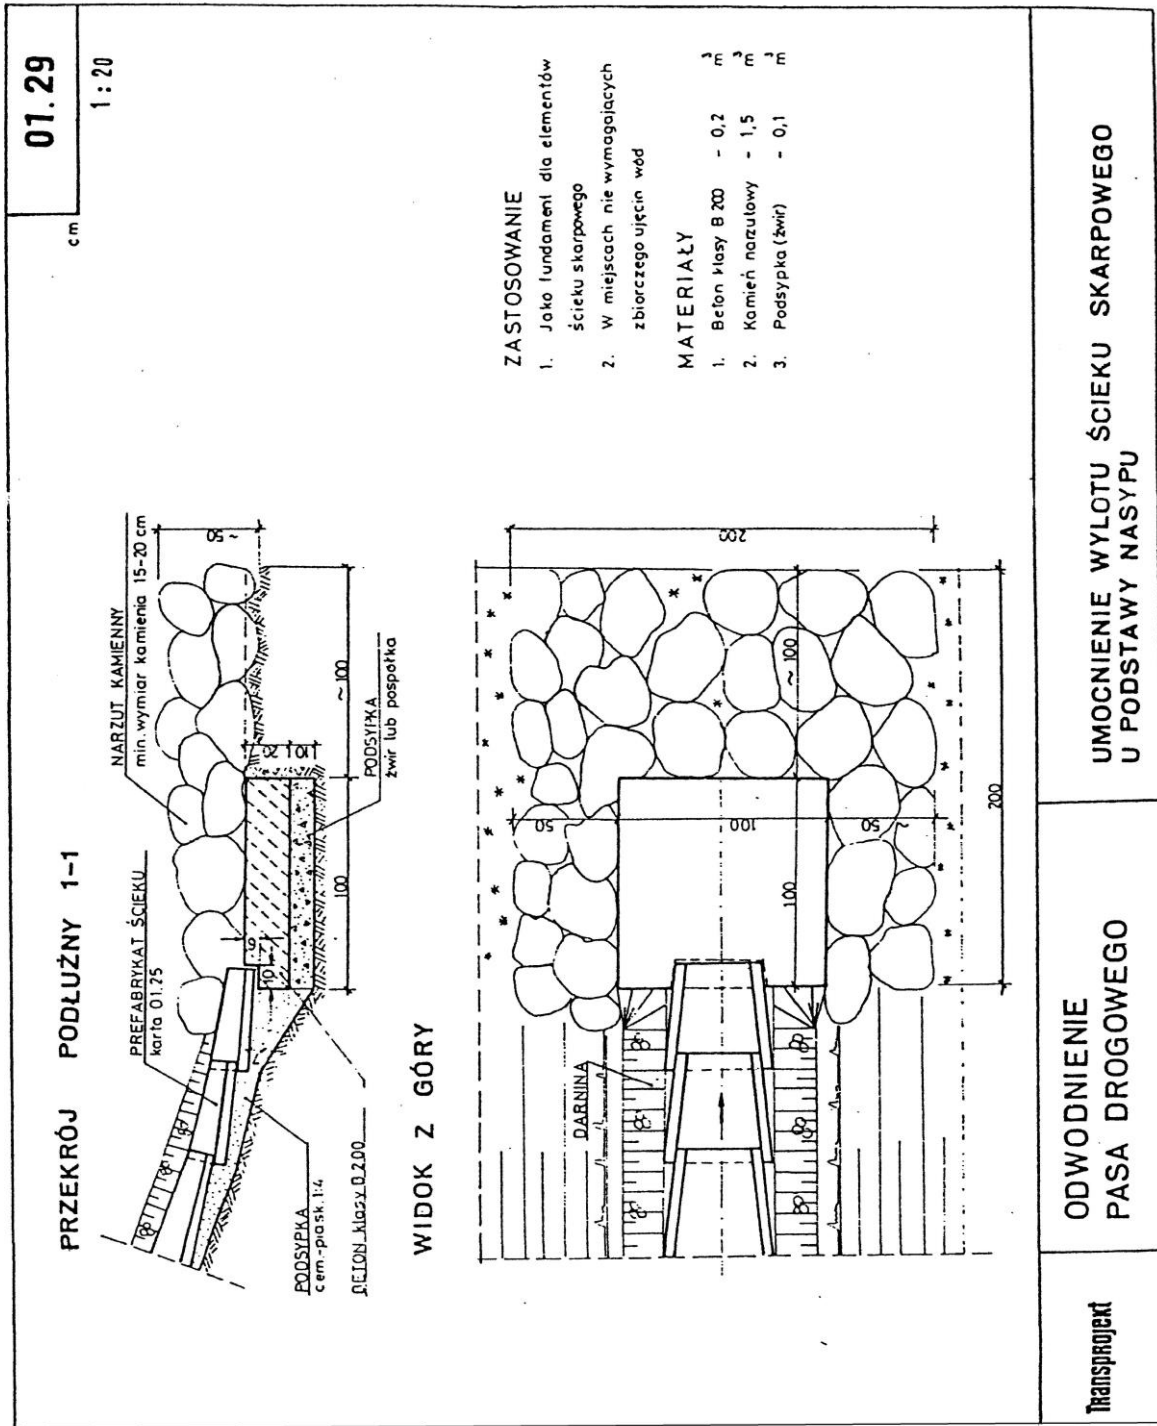 01.29
cm
1:20
PRZEKRÓJ PODŁUŻNY 1-1
NARZUT KAMIENNY
min. wymiar kamienia 15-20 cm
PREFABRYKAT ŚCIEKU
karta 01.25
~50
20
10
9
10
100
~100
PODSYPKA
żwir lub pospółka
PODSYPKA
cem.-piask. 1:4
BETON klasy B 200
WIDOK Z GÓRY
DARNINA
50
100
~50
100
~100
200
200
ZASTOSOWANIE
1. Jako fundament dla elementów
ścieku skarpowego
2. W miejscach nie wymagających
zbiorczego ujęcia wód
MATERIAŁY
1. Beton klasy B 200 - 0,2 m³
2. Kamień narzutowy - 1,5 m³
3. Podsypka (żwir) - 0,1 m³
Transprojekt
ODWODNIENIE
PASA DROGOWEGO
UMOCNIENIE WYLOTU ŚCIEKU SKARPOWEGO
U PODSTAWY NASYPU